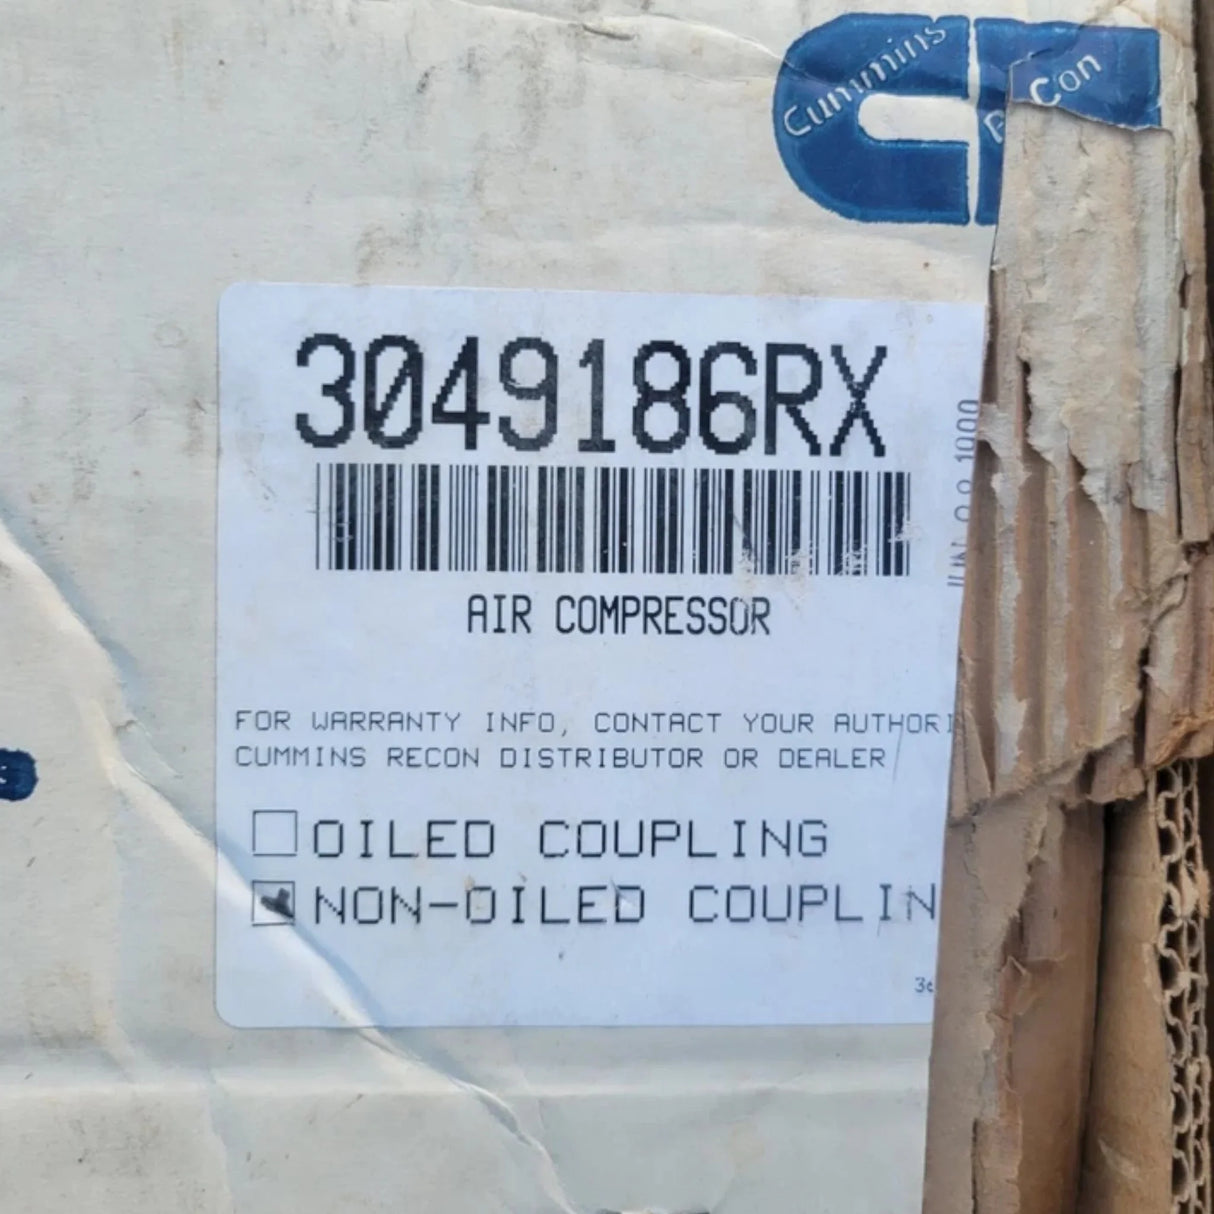 Cummins
Con
3049186RX
AIR COMPRESSOR
FOR WARRANTY INFO, CONTACT YOUR AUTHORI
CUMMINS RECON DISTRIBUTOR OR DEALER
OILED COUPLING
NON-OILED COUPLIN